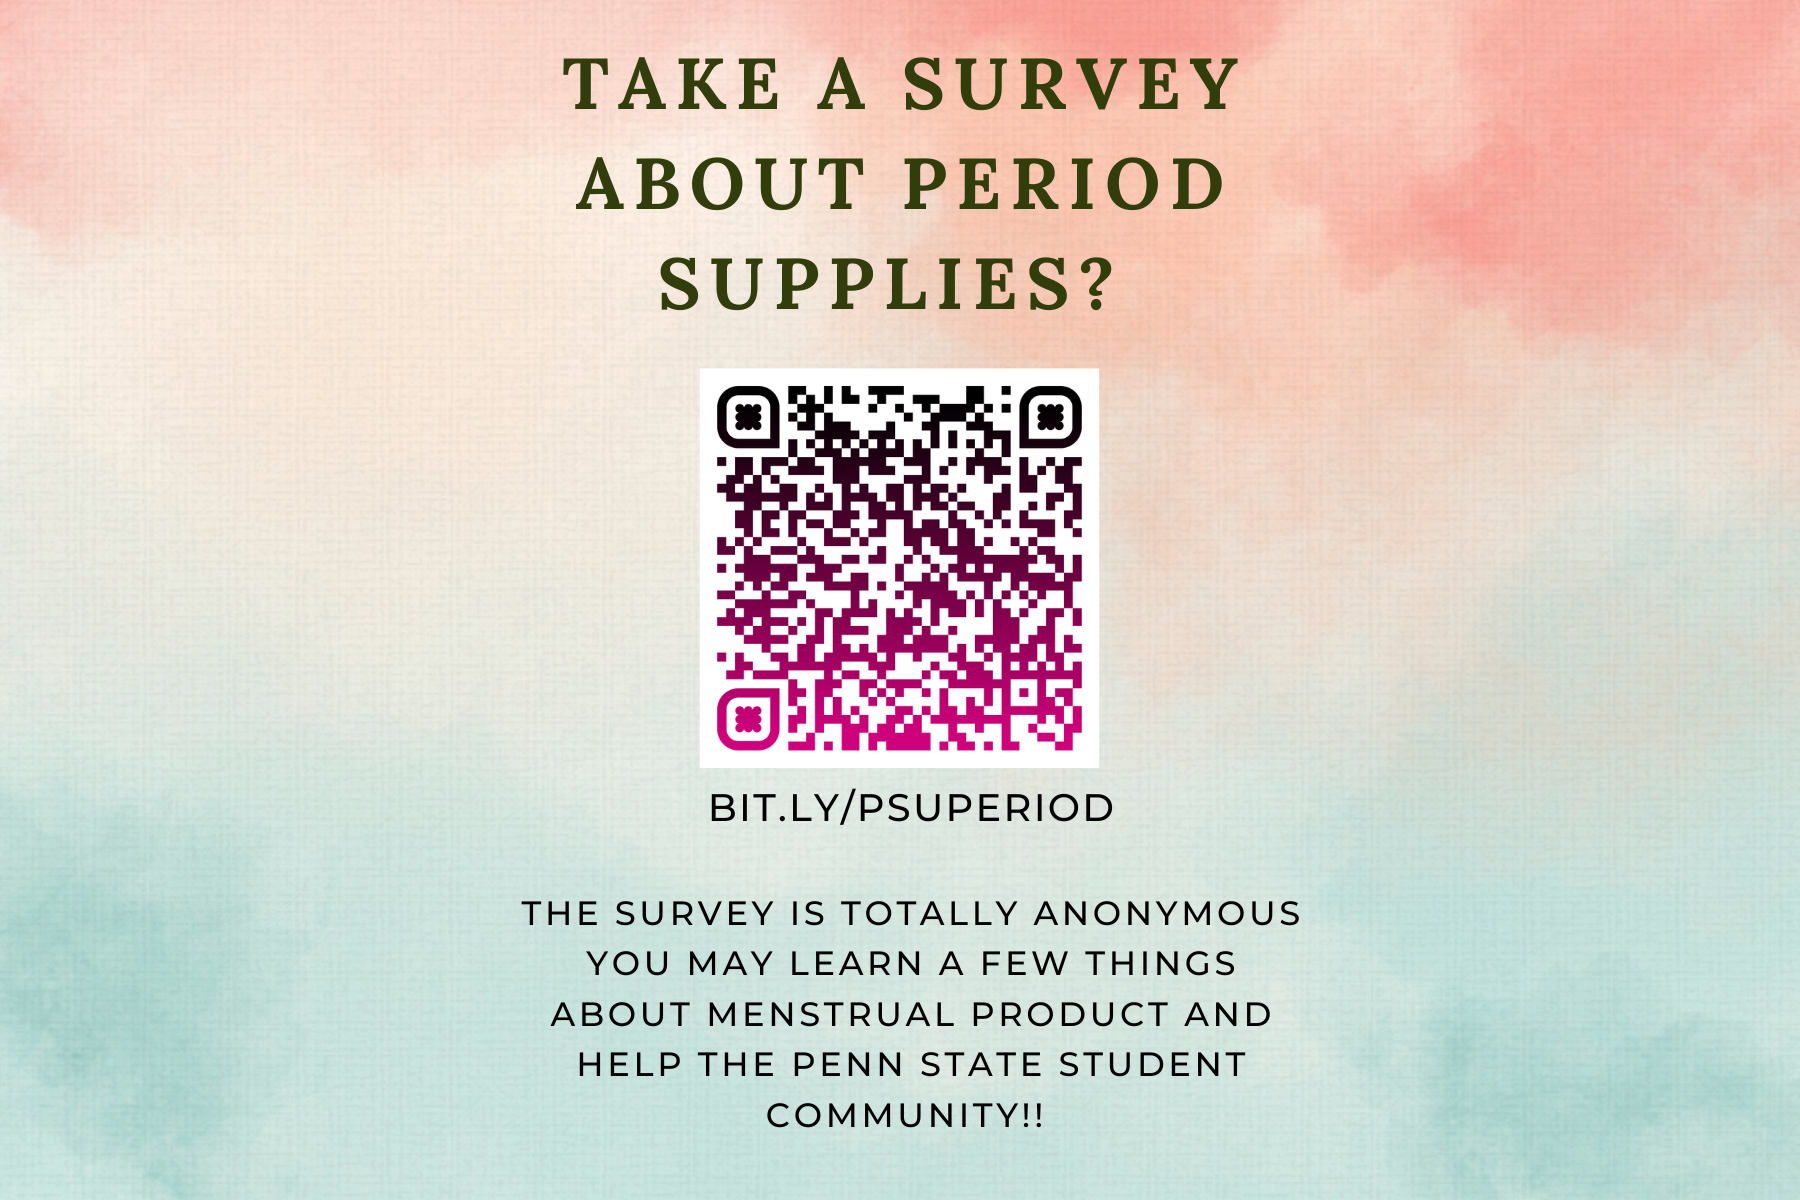 TAKE A SURVEY
ABOUT PERIOD
SUPPLIES?
BIT.LY/PSUPERIOD
THE SURVEY IS TOTALLY ANONYMOUS
YOU MAY LEARN A FEW THINGS
ABOUT MENSTRUAL PRODUCT AND
HELP THE PENN STATE STUDENT
COMMUNITY!!